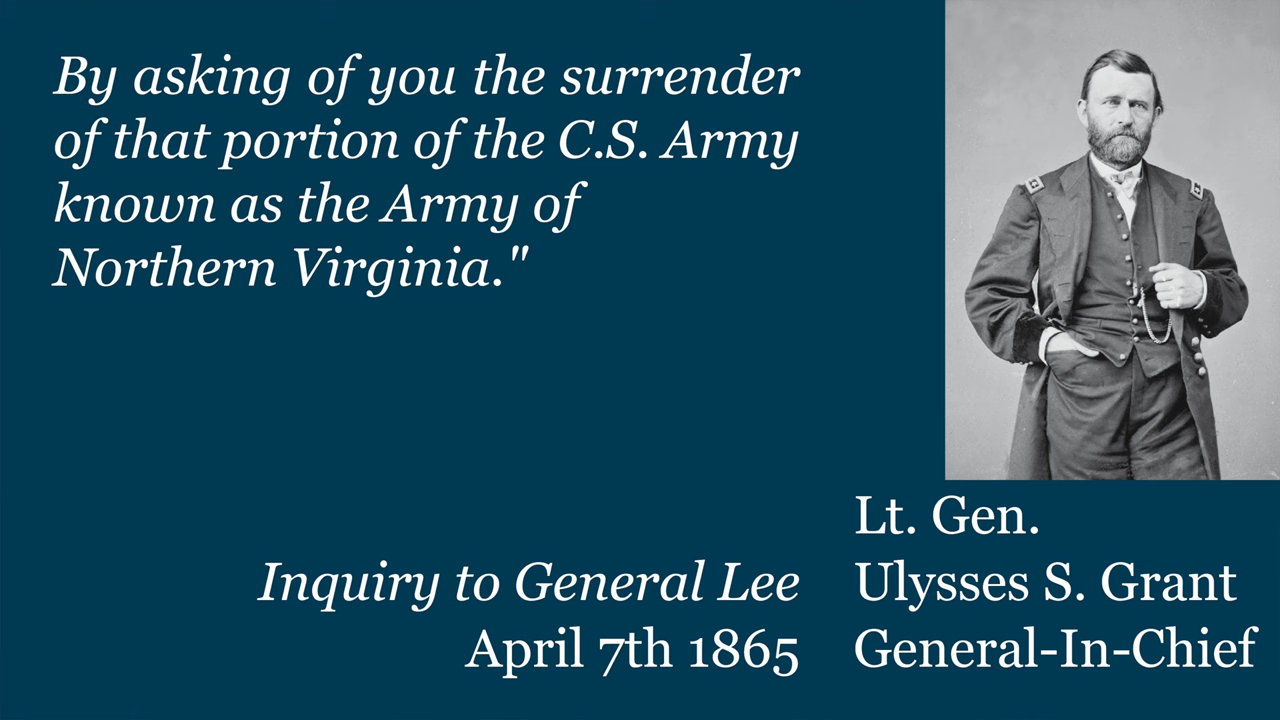 By asking of you the surrender
of that portion of the C.S. Army
known as the Army of
Northern Virginia."
Inquiry to General Lee
April 7th 1865
Lt. Gen.
Ulysses S. Grant
General-In-Chief